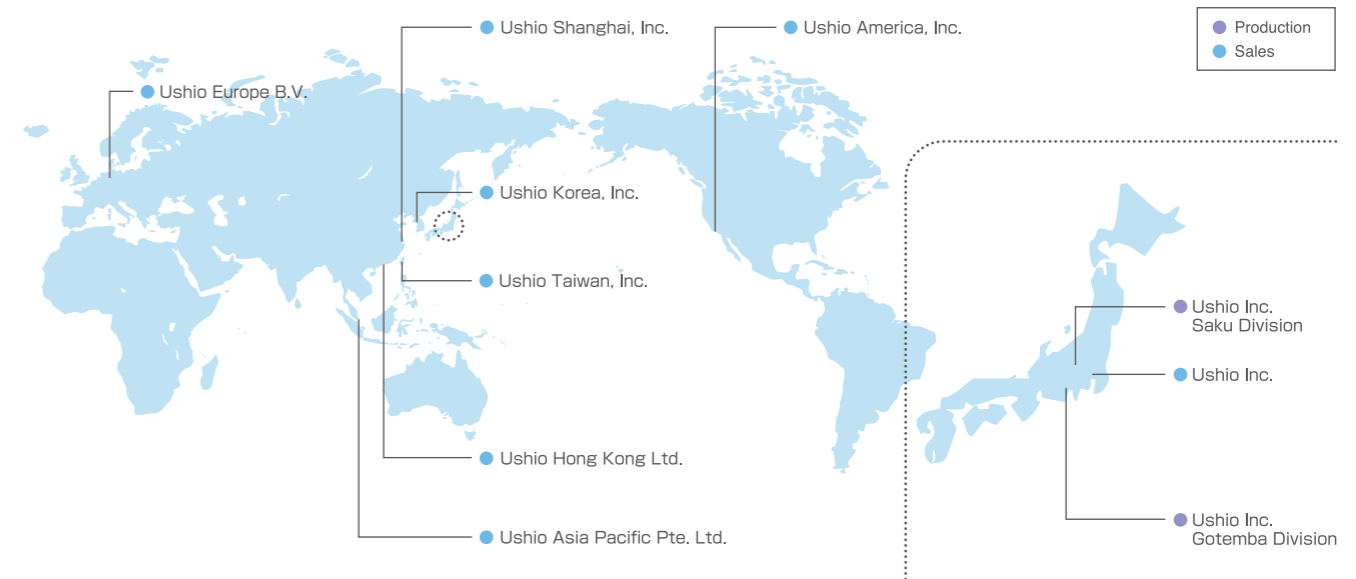 Ushio Shanghai, Inc.
Ushio America, Inc.
Production
Sales
Ushio Europe B.V.
Ushio Korea, Inc.
Ushio Taiwan, Inc.
Ushio Inc.
Saku Division
Ushio Inc.
Ushio Hong Kong Ltd.
Ushio Inc.
Gotemba Division
Ushio Asia Pacific Pte. Ltd.